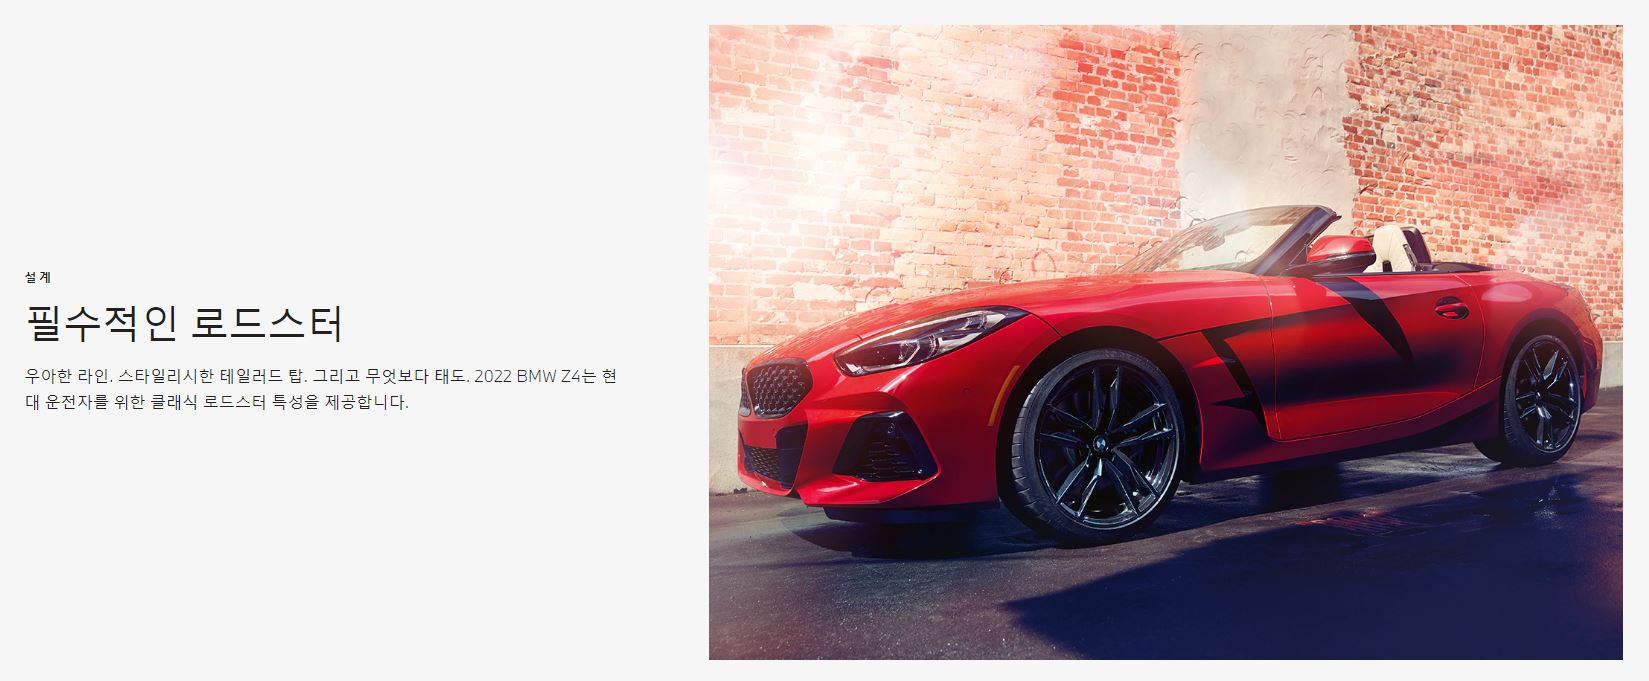 설계
필수적인 로드스터
우아한 라인. 스타일리시한 테일러드 탑. 그리고 무엇보다 태도. 2022 BMW Z4는 현
대 운전자를 위한 클래식 로드스터 특성을 제공합니다.